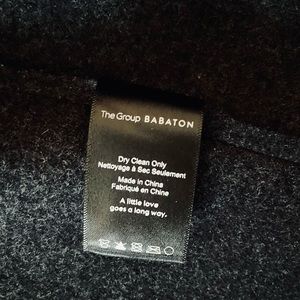 The Group BABATON
Dry Clean Only
Nettoyage à Sec Seulement
Made in China
Fabriqué en Chine
A little love
goes a long way.